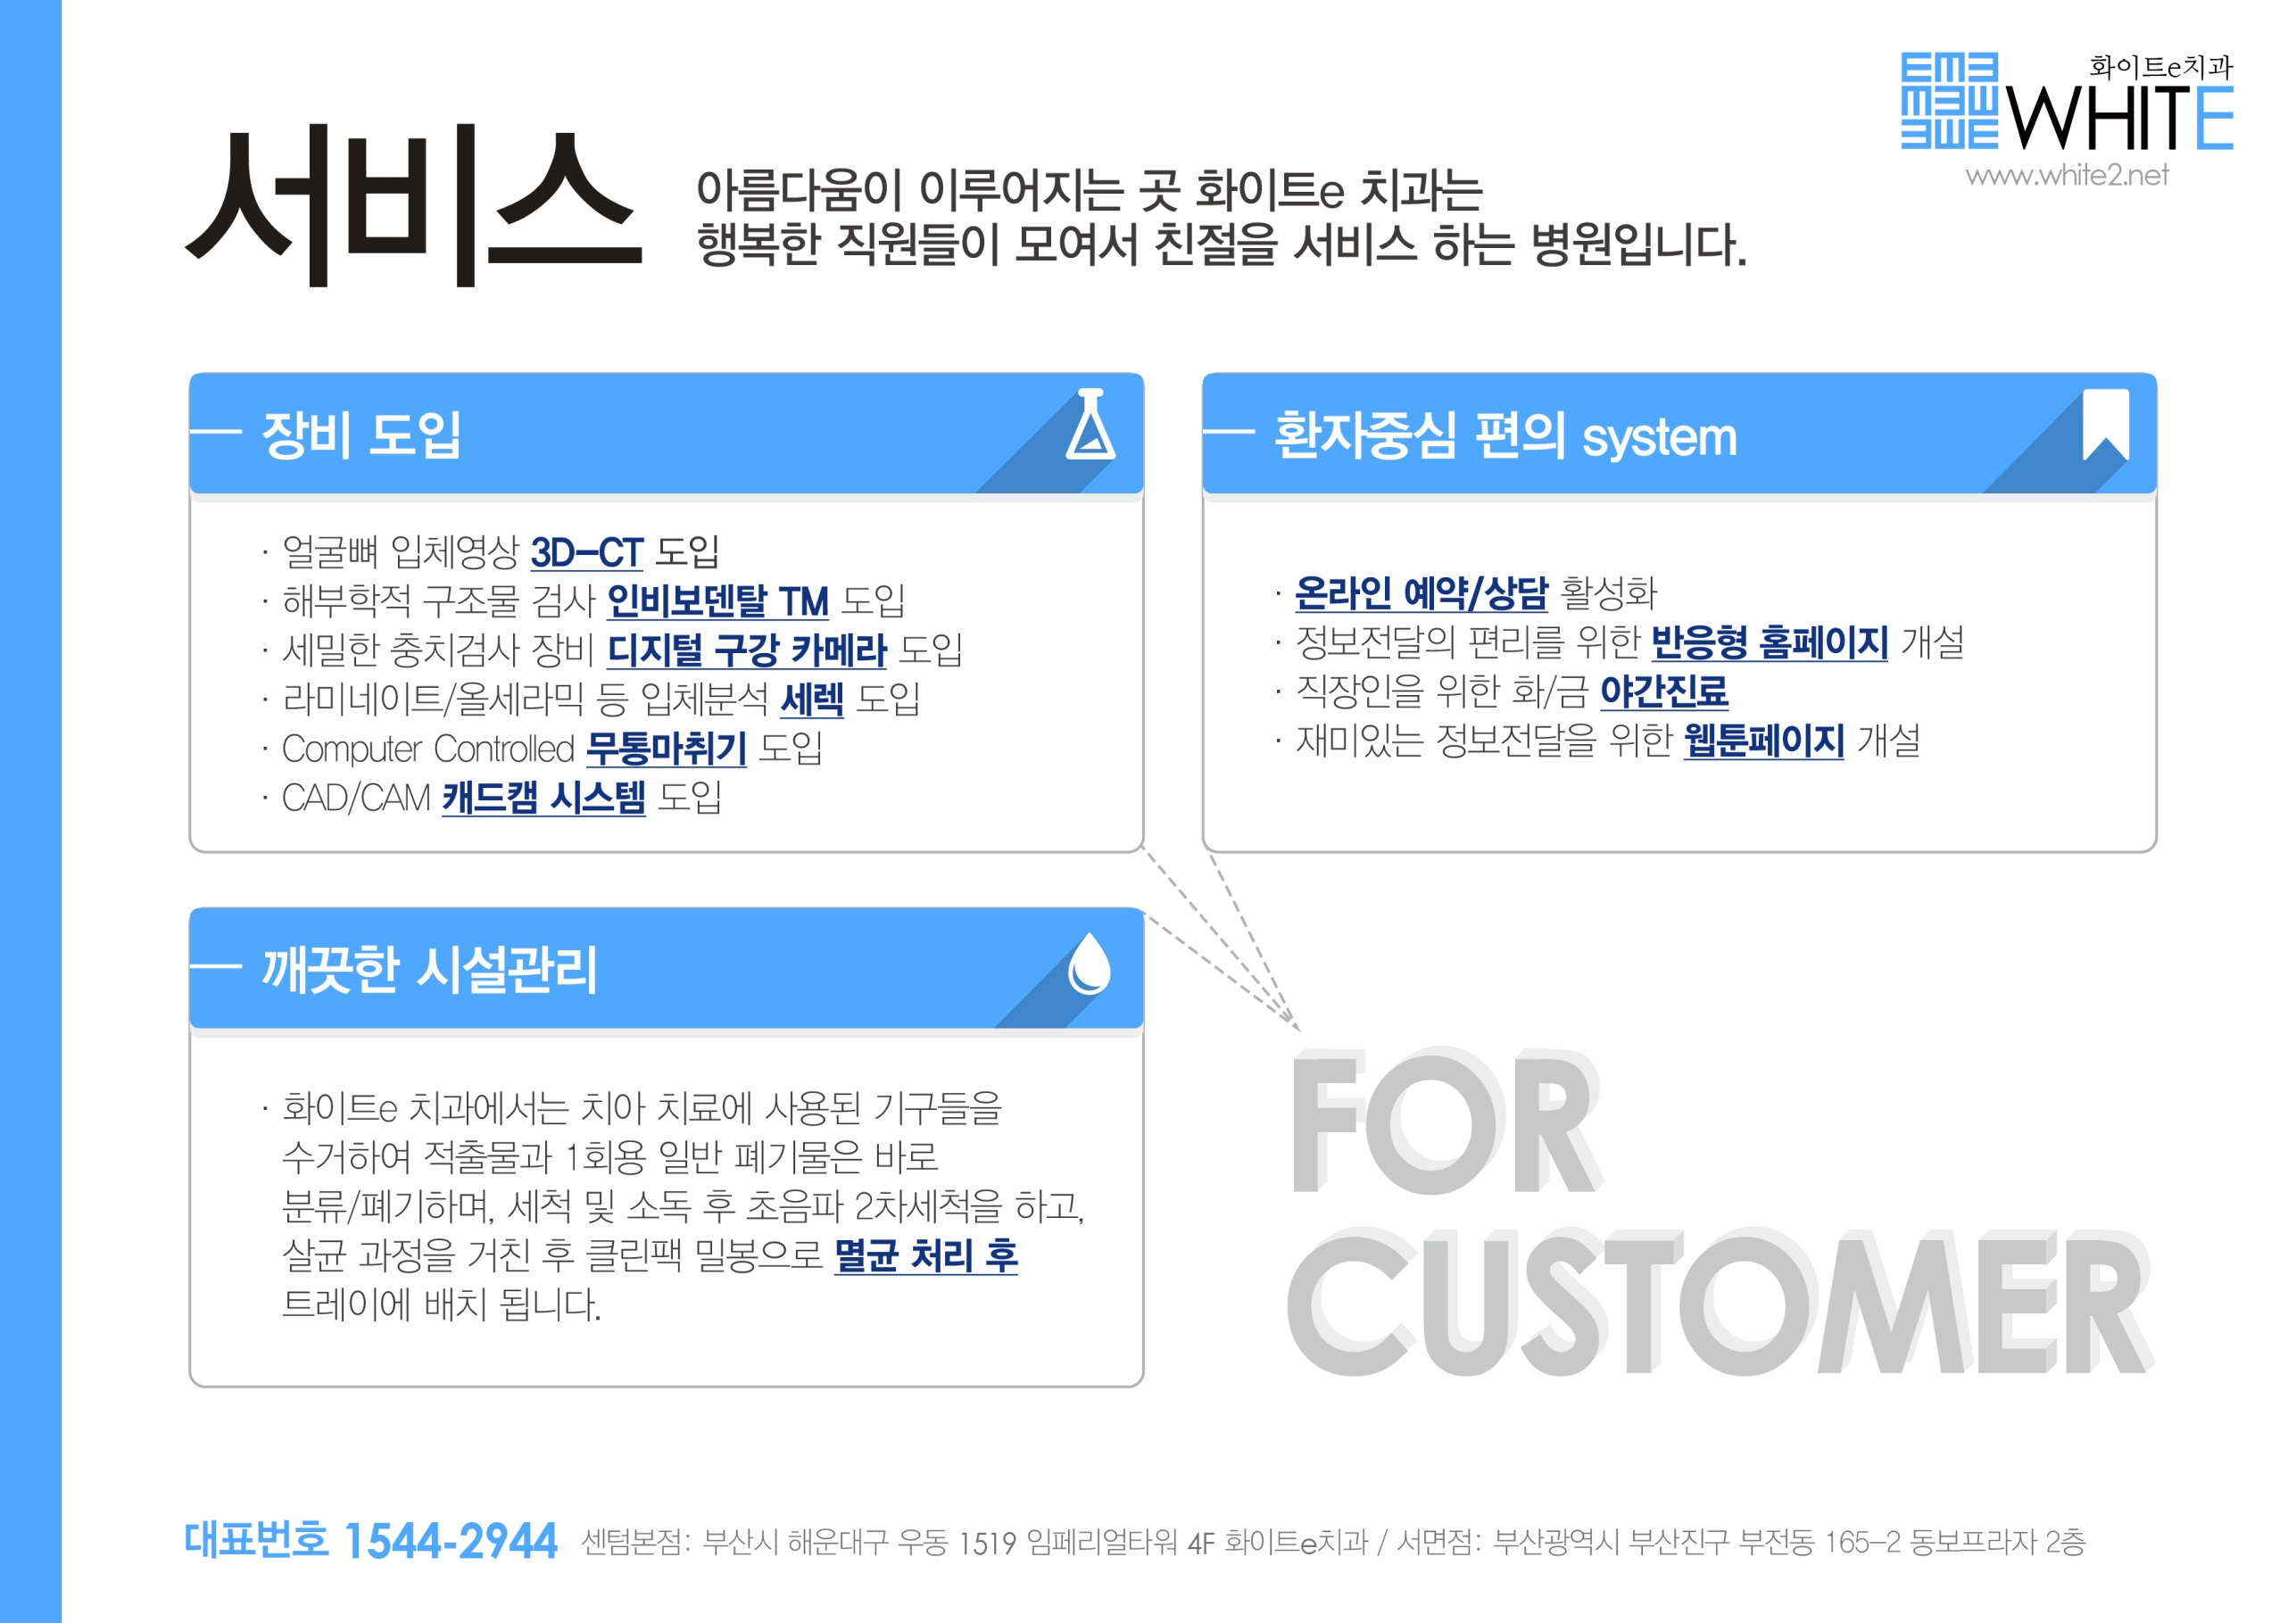 화이트e치과
WHITE
www.white2.net
서비스
아름다움이 이루어지는 곳 화이트e 치과는
행복한 직원들이 모여서 친절을 서비스 하는 병원입니다.
장비 도입
· 얼굴뼈 입체영상 3D-CT 도입
· 해부학적 구조물 검사 인비보덴탈 TM 도입
· 세밀한 충치검사 장비 디지털 구강 카메라 도입
· 라미네이트/올세라믹 등 입체분석 세렉 도입
· Computer Controlled 무통마취기 도입
· CAD/CAM 캐드캠 시스템 도입
환자중심 편의 system
· 온라인 예약/상담 활성화
· 정보전달의 편리를 위한 반응형 홈페이지 개설
· 직장인을 위한 화/금 야간진료
· 재미있는 정보전달을 위한 웹툰페이지 개설
깨끗한 시설관리
· 화이트e 치과에서는 치아 치료에 사용된 기구들을
수거하여 적출물과 1회용 일반 폐기물은 바로
분류/폐기하며, 세척 및 소독 후 초음파 2차세척을 하고,
살균 과정을 거친 후 클린팩 밀봉으로 멸균 처리 후
트레이에 배치 됩니다.
FOR
CUSTOMER
대표번호 1544-2944 센텀본점: 부산시 해운대구 우동 1519 임페리얼타워 4F 화이트e치과 / 서면점: 부산광역시 부산진구 부전동 165-2 동보프라자 2층